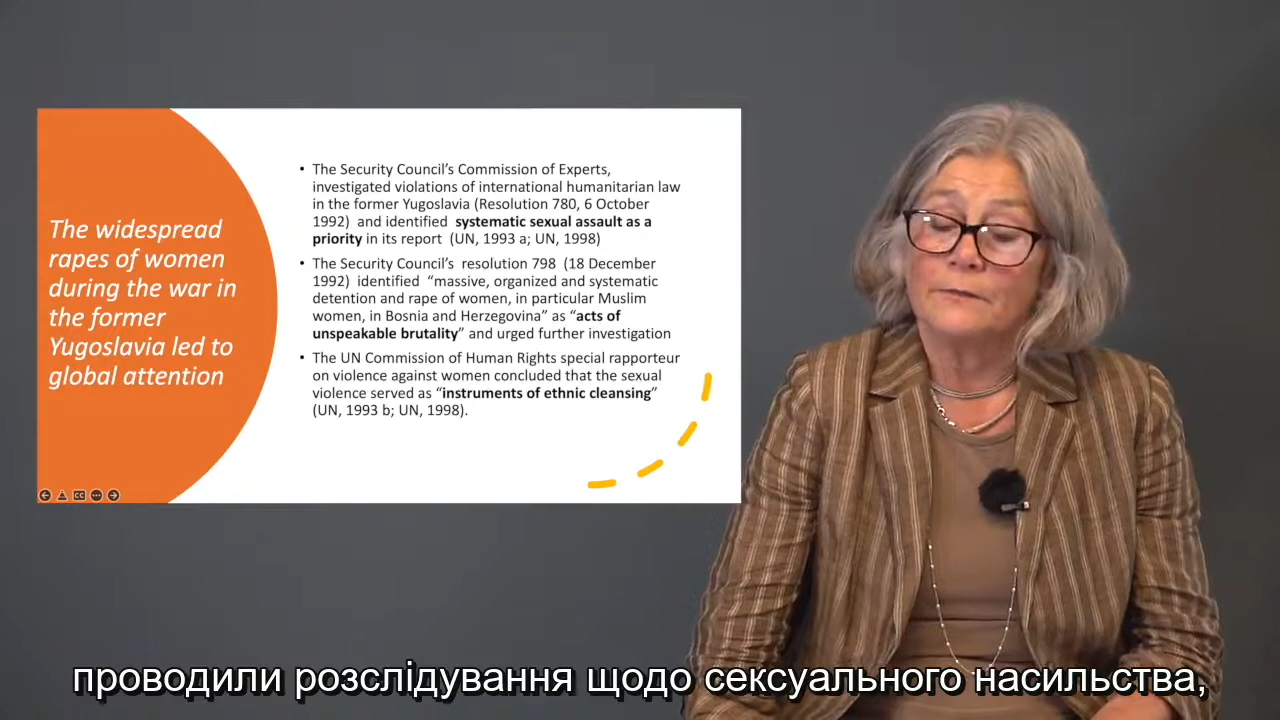 The widespread
rapes of women
during the war in
the former
Yugoslavia led to
global attention
• The Security Council's Commission of Experts,
investigated violations of international humanitarian law
in the former Yugoslavia (Resolution 780, 6 October
1992) and identified systematic sexual assault as a
priority in its report (UN, 1993 a; UN, 1998)
• The Security Council's resolution 798 (18 December
1992) identified "massive, organized and systematic
detention and rape of women, in particular Muslim
women, in Bosnia and Herzegovina" as "acts of
unspeakable brutality" and urged further investigation
• The UN Commission of Human Rights special rapporteur
on violence against women concluded that the sexual
violence served as "instruments of ethnic cleansing"
(UN, 1993 b; UN, 1998).
CC
проводили розслідування щодо сексуального насильства,